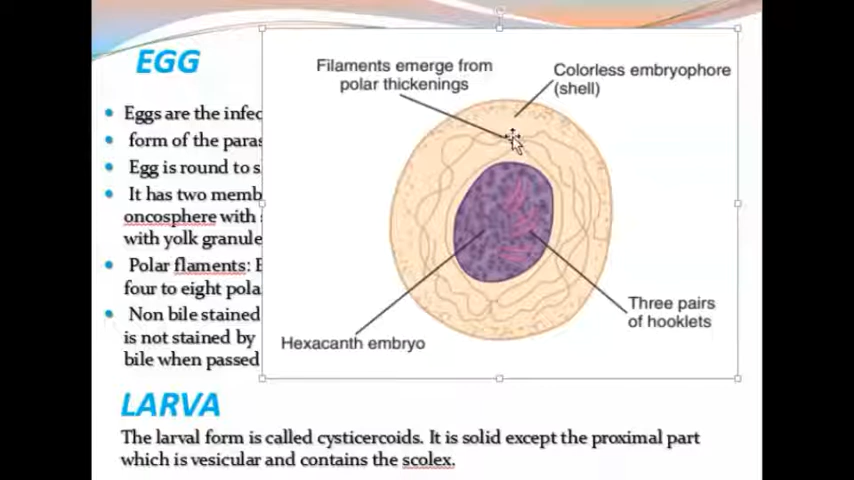 EGG
Eggs are the infec
form of the paras
Egg is round to s
It has two memb
oncosphere with
with yolk granule
Polar flaments: E
four to eight pola
Non bile stained
is not stained by
bile when passed
Filaments emerge from
polar thickenings
Colorless embryophore
(shell)
Three pairs
of hooklets
Hexacanth embryo
LARVA
The larval form is called cysticercoids. It is solid except the proximal part
which is vesicular and contains the scolex.